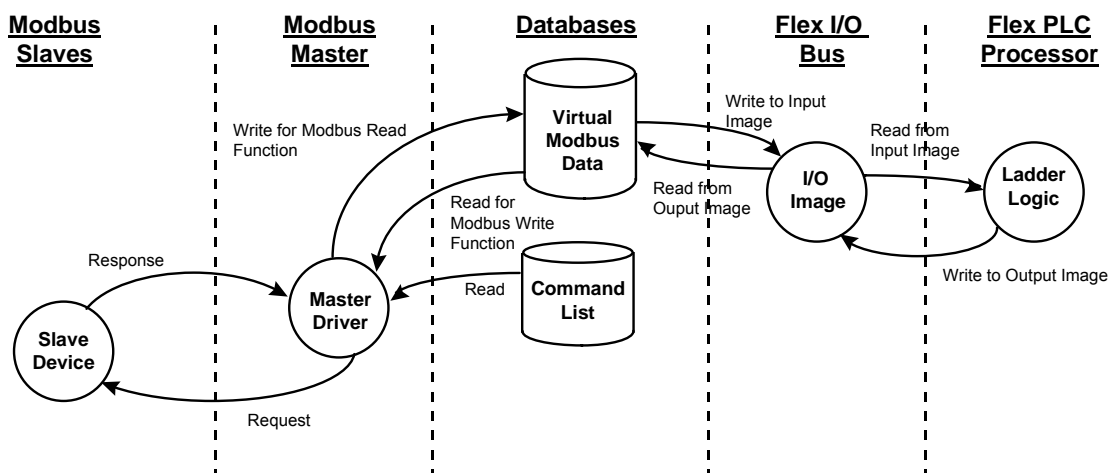 Modbus
Slaves
Modbus
Master
Databases
Flex I/O
Bus
Flex PLC
Processor
Write for Modbus Read
Function
Virtual
Modbus
Data
Write to Input
Image
Read from
Input Image
Read from
Ouput Image
I/O
Image
Ladder
Logic
Read for
Modbus Write
Function
Response
Master
Driver
Read
Command
List
Write to Output Image
Slave
Device
Request